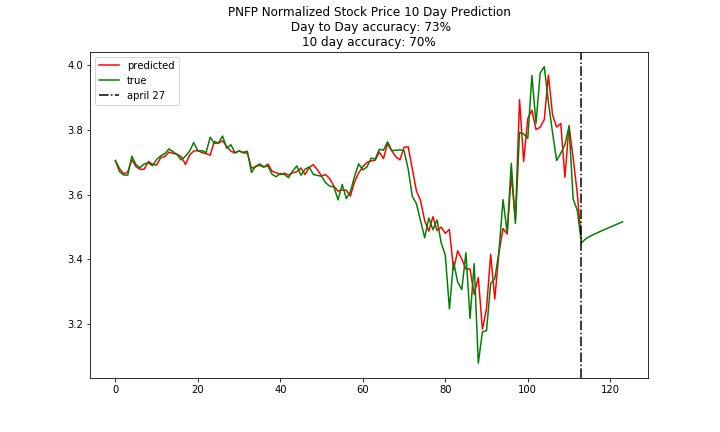 PNFP Normalized Stock Price 10 Day Prediction
Day to Day accuracy: 73%
10 day accuracy: 70%
predicted
true
april 27
4.0
3.8
3.6
3.4
3.2
0 20 40 60 80 100 120